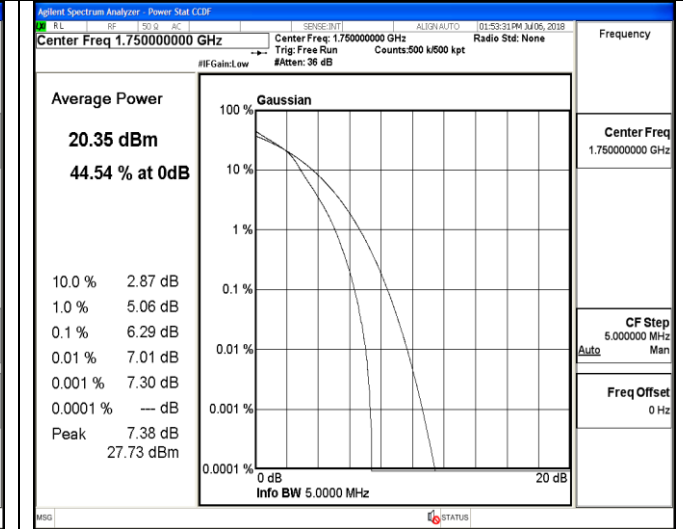 Agilent Spectrum Analyzer - Power Stat CCDF
RL RF 50 Ω AC SENSE:INT ALIGN AUTO 01:53:31 PM Jul 06, 2018
Center Freq 1.750000000 GHz
Center Freq: 1.750000000 GHz Radio Std: None
Trig: Free Run Counts:500 k/500 kpt
#IFGain:Low #Atten: 36 dB
Frequency
Average Power
20.35 dBm
44.54 % at 0dB
10.0 % 2.87 dB
1.0 % 5.06 dB
0.1 % 6.29 dB
0.01 % 7.01 dB
0.001 % 7.30 dB
0.0001 % --- dB
Peak 7.38 dB
27.73 dBm
Gaussian
100 %
10 %
1 %
0.1 %
0.01 %
0.001 %
0.0001 %
0 dB 20 dB
Info BW 5.0000 MHz
Center Freq
1.750000000 GHz
CF Step
5.000000 MHz
Auto Man
Freq Offset
0 Hz
MSG STATUS